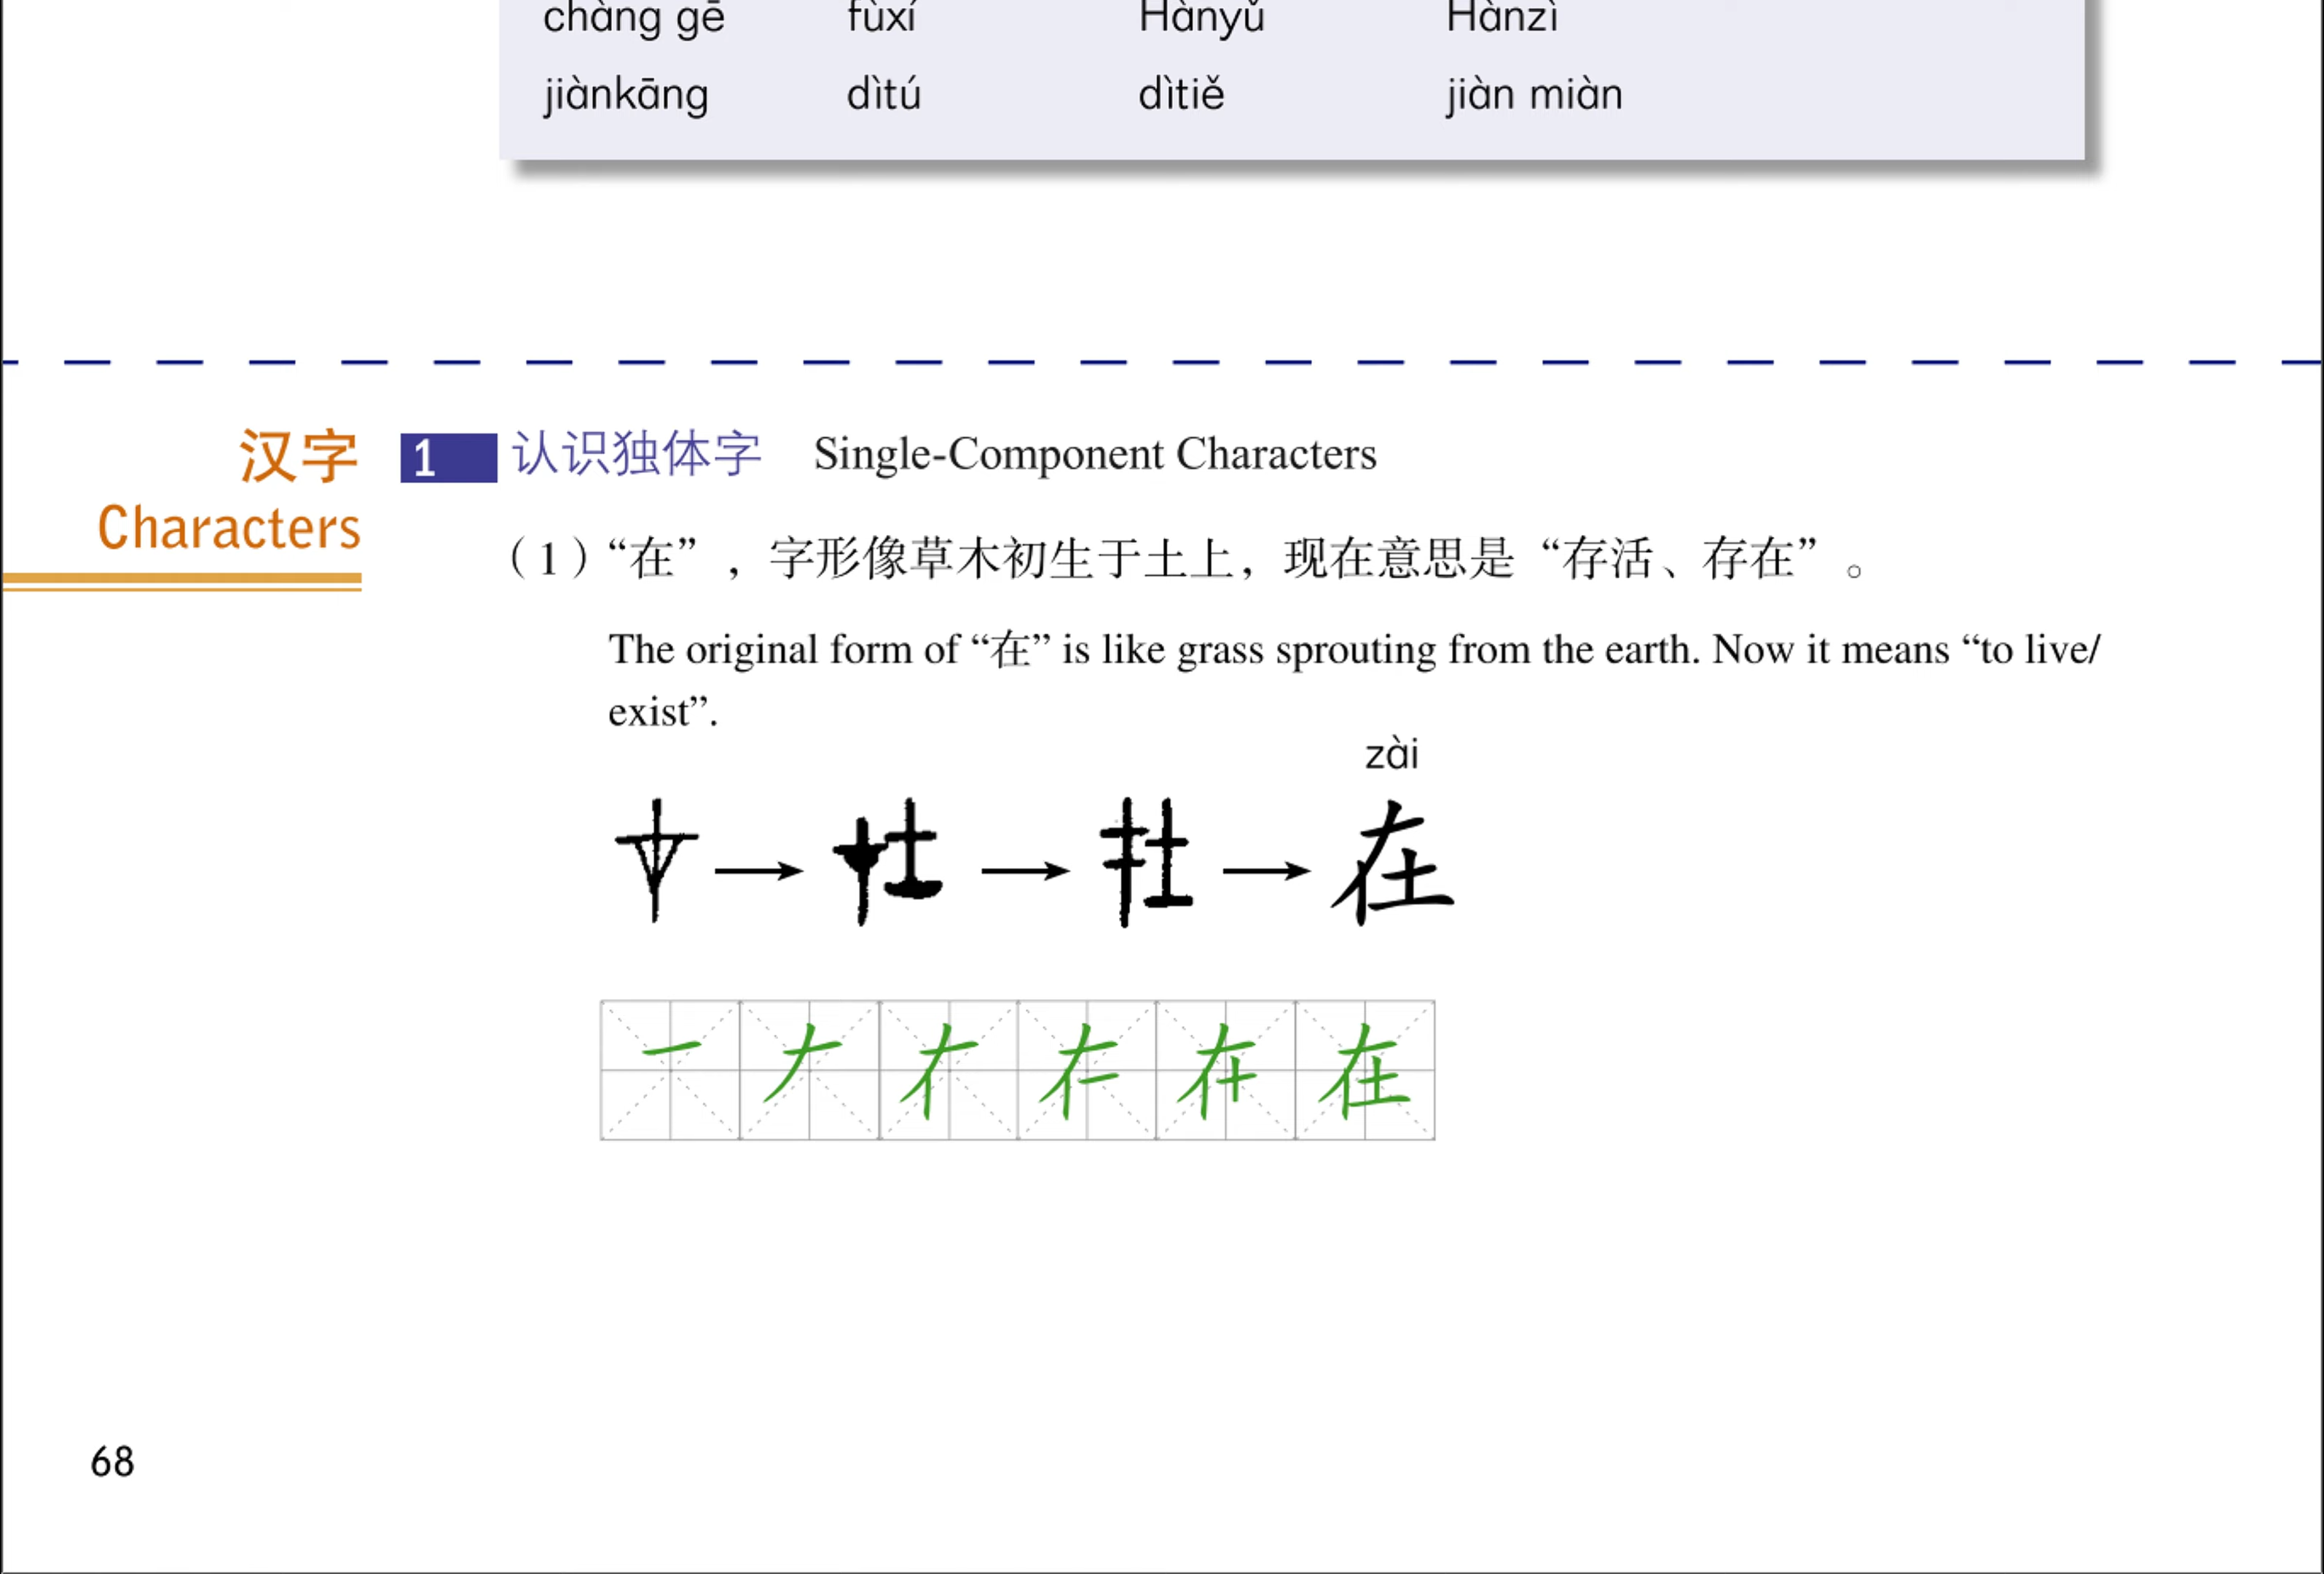 chàng gē fùxí Hànyǔ Hànzì
jiànkāng dìtú dìtiě jiàn miàn
汉字
Characters
1 认识独体字 Single-Component Characters
（1）“在”，字形像草木初生于土上，现在意思是“存活、存在”。
The original form of “在” is like grass sprouting from the earth. Now it means “to live/
exist”.
zài
在
在
68